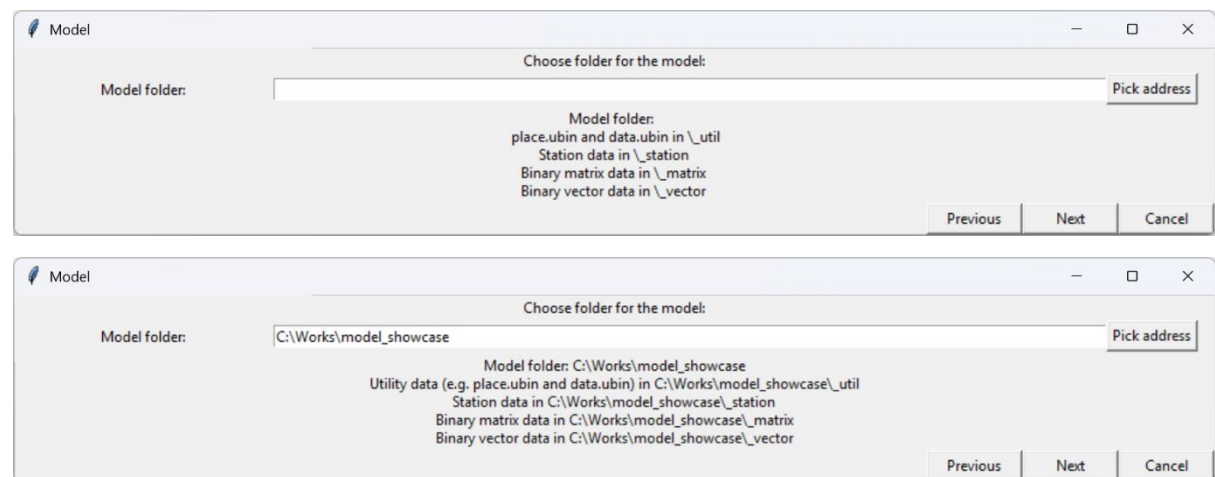 Model
Choose folder for the model:
Model folder: Pick address
Model folder:
place.ubin and data.ubin in \_util
Station data in \_station
Binary matrix data in \_matrix
Binary vector data in \_vector
Previous Next Cancel
Model
Choose folder for the model:
Model folder: C:\Works\model_showcase Pick address
Model folder: C:\Works\model_showcase
Utility data (e.g. place.ubin and data.ubin) in C:\Works\model_showcase\_util
Station data in C:\Works\model_showcase\_station
Binary matrix data in C:\Works\model_showcase\_matrix
Binary vector data in C:\Works\model_showcase\_vector
Previous Next Cancel